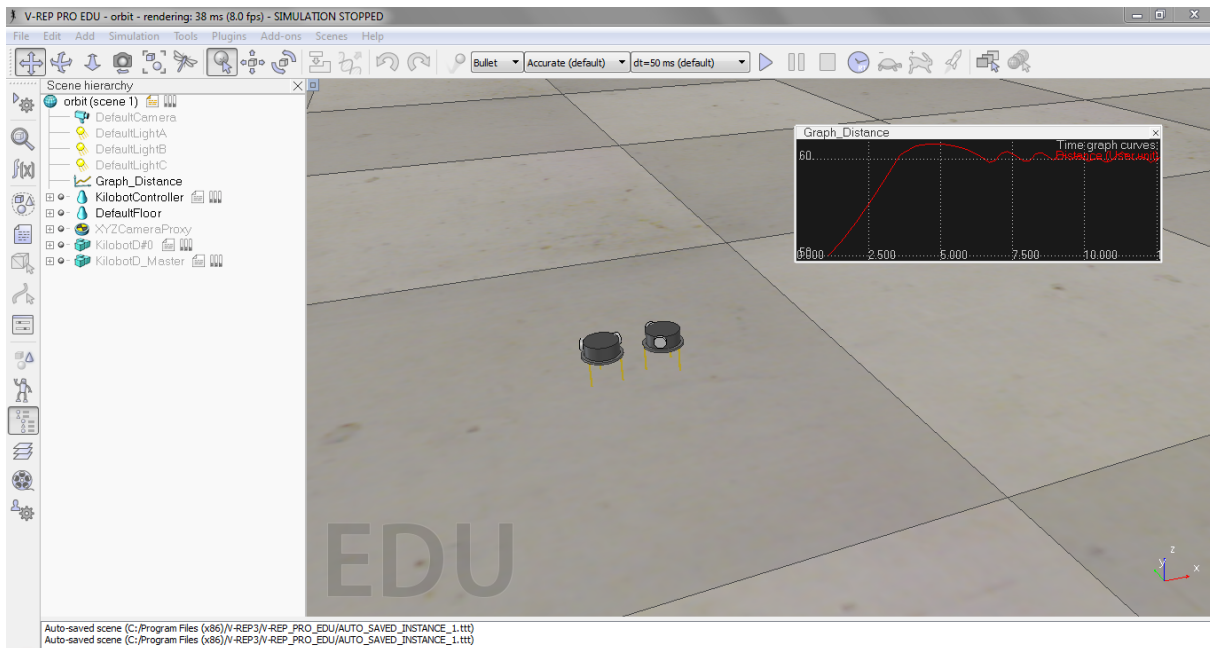 V-REP PRO EDU - orbit - rendering: 38 ms (8.0 fps) - SIMULATION STOPPED
File Edit Add Simulation Tools Plugins Add-ons Scenes Help
Bullet Accurate (default) dt=50 ms (default)
Scene hierarchy
orbit (scene 1)
DefaultCamera
DefaultLightA
DefaultLightB
DefaultLightC
Graph_Distance
KilobotController
DefaultFloor
XYZCameraProxy
KilobotD#0
KilobotD_Master
f(x)
Graph_Distance
Time graph curves:
60.
2.500 5.000 7.500 10.000
EDU
z
y x
Auto-saved scene (C:/Program Files (x86)/V-REP3/V-REP_PRO_EDU/AUTO_SAVED_INSTANCE_1.ttt)
Auto-saved scene (C:/Program Files (x86)/V-REP3/V-REP_PRO_EDU/AUTO_SAVED_INSTANCE_1.ttt)